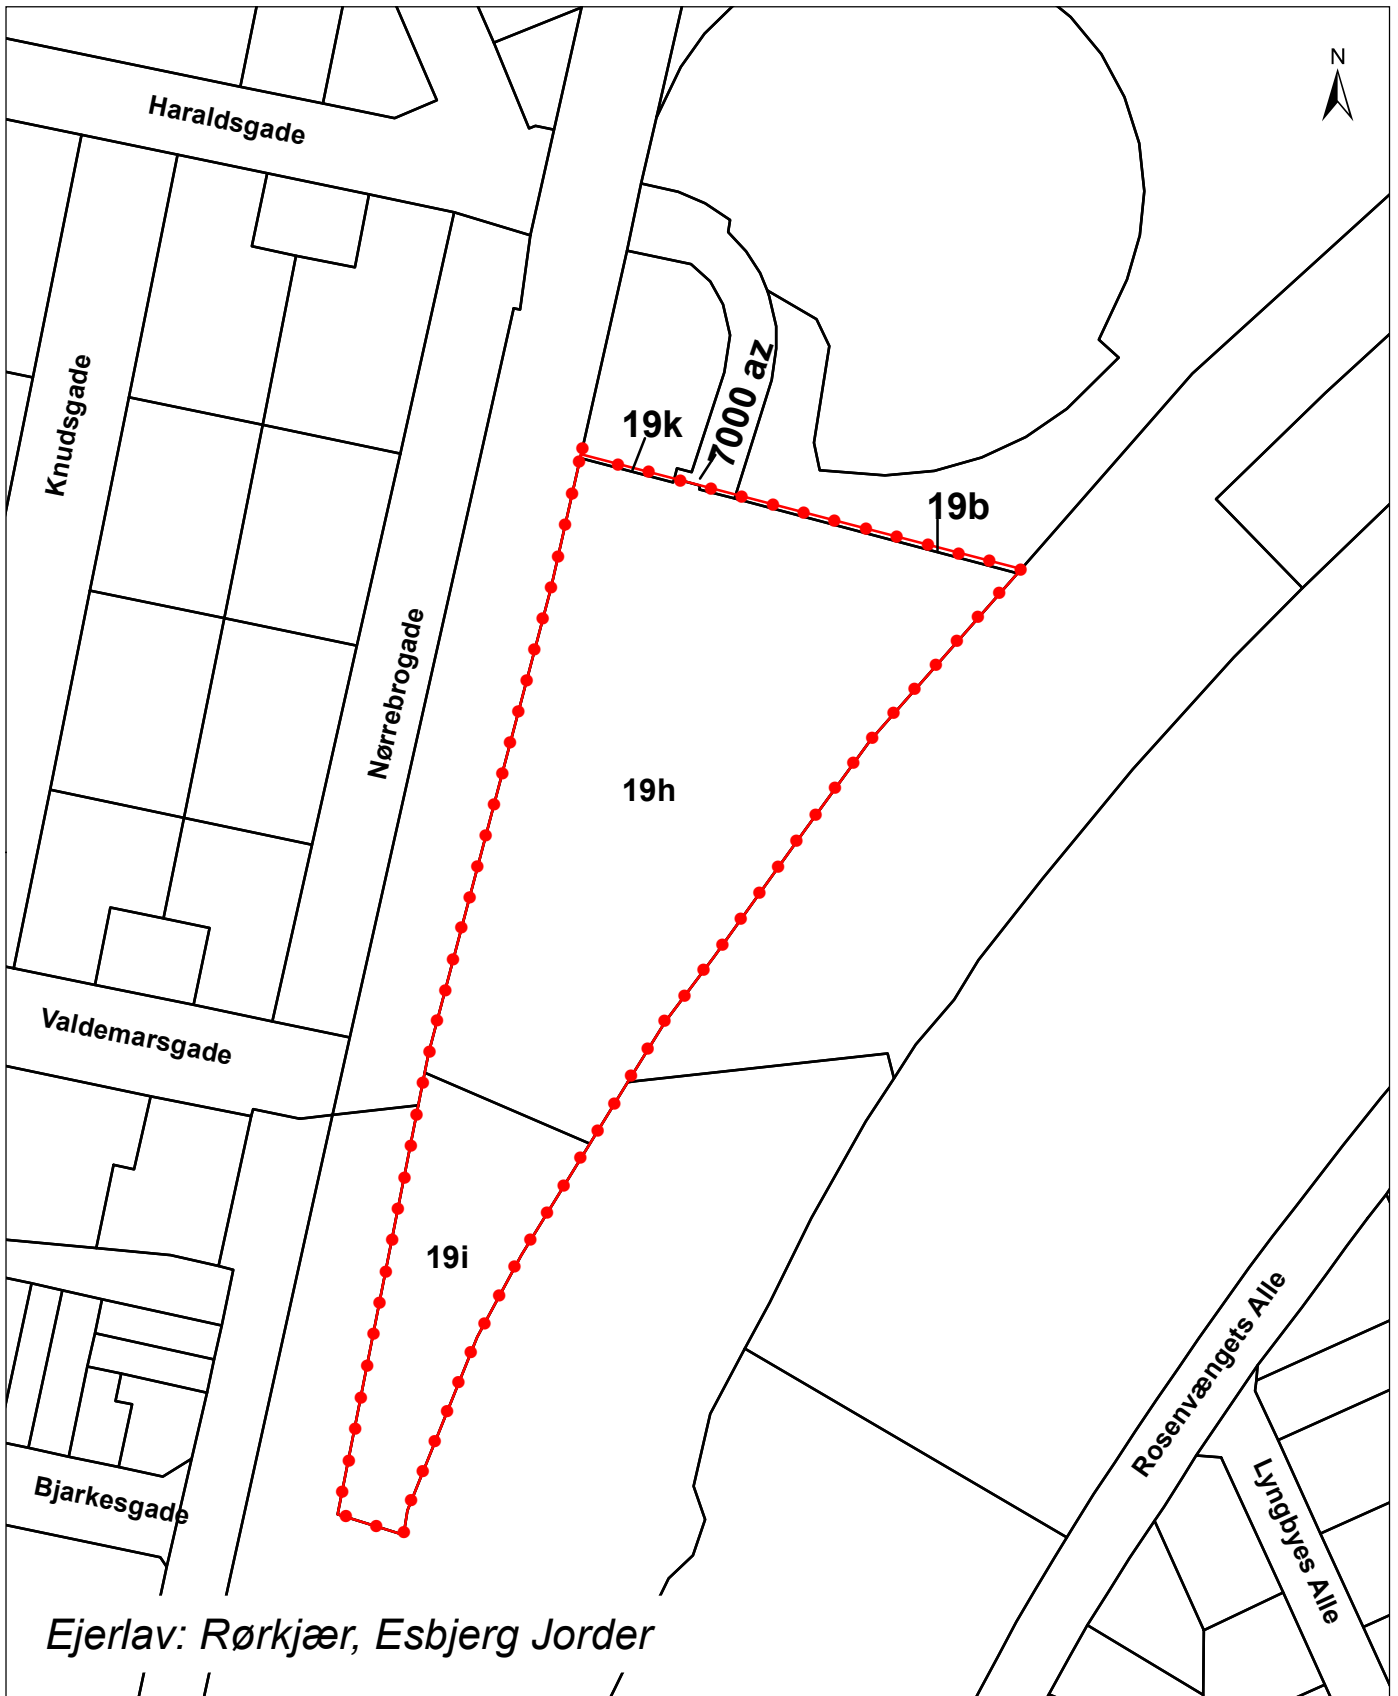 N
Haraldsgade
Knudsgade
7000 az
19k
19b
Nørrebrogade
19h
Valdemarsgade
19i
Rosenvængets Alle
Lyngbyes Alle
Bjarkesgade
Ejerlav: Rørkjær, Esbjerg Jorder